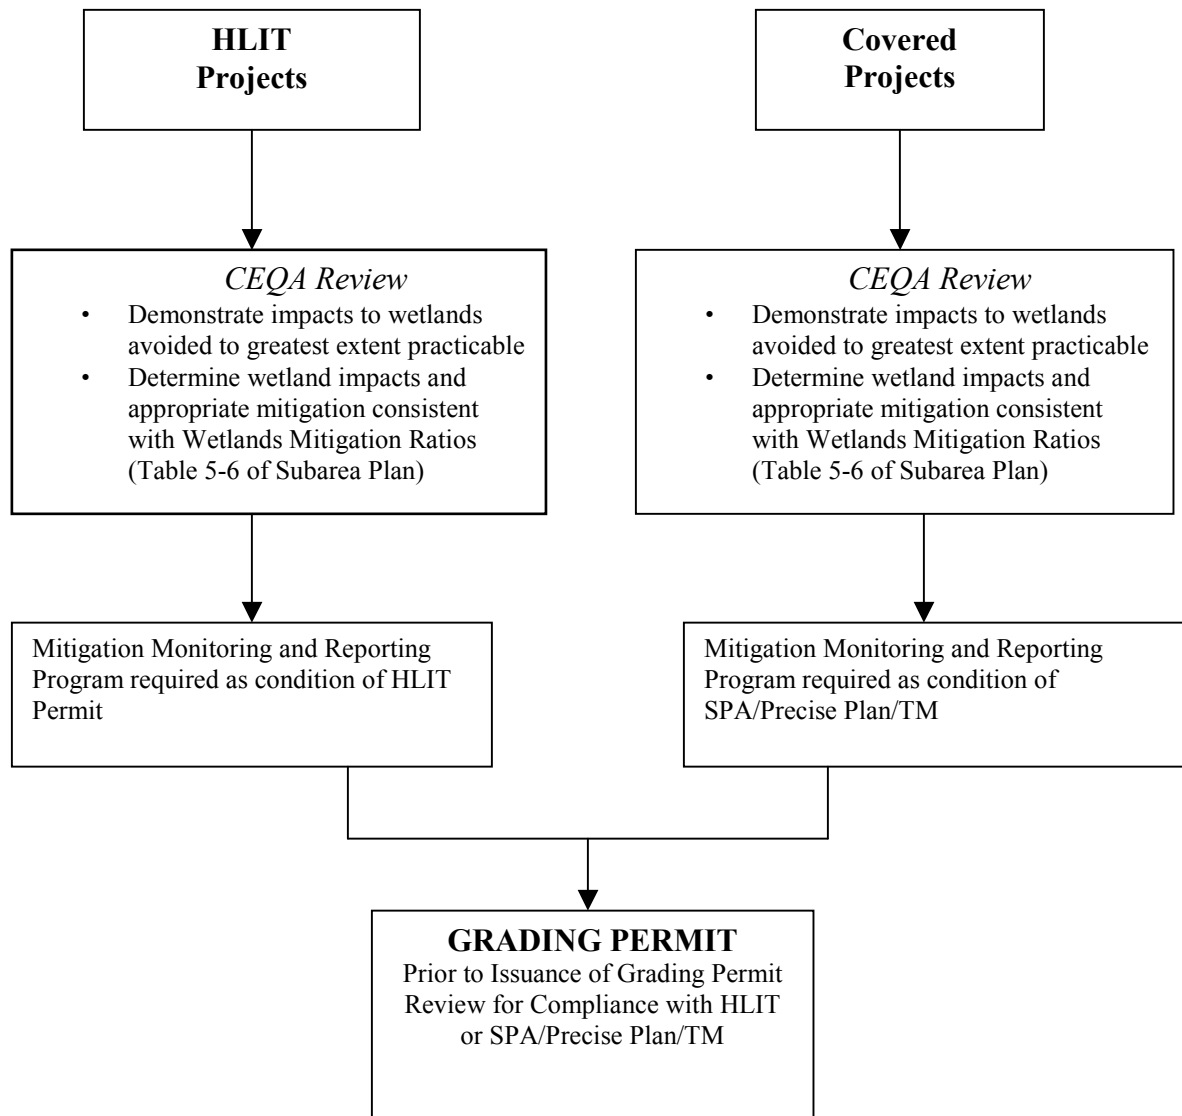 HLIT
Projects
Covered
Projects
CEQA Review
• Demonstrate impacts to wetlands
avoided to greatest extent practicable
• Determine wetland impacts and
appropriate mitigation consistent
with Wetlands Mitigation Ratios
(Table 5-6 of Subarea Plan)
CEQA Review
• Demonstrate impacts to wetlands
avoided to greatest extent practicable
• Determine wetland impacts and
appropriate mitigation consistent
with Wetlands Mitigation Ratios
(Table 5-6 of Subarea Plan)
Mitigation Monitoring and Reporting
Program required as condition of HLIT
Permit
Mitigation Monitoring and Reporting
Program required as condition of
SPA/Precise Plan/TM
GRADING PERMIT
Prior to Issuance of Grading Permit
Review for Compliance with HLIT
or SPA/Precise Plan/TM